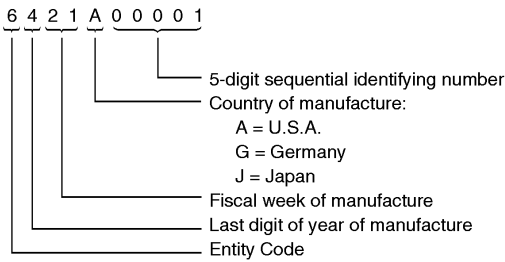 6 4 2 1 A 0 0 0 0 1
5-digit sequential identifying number
Country of manufacture:
A = U.S.A.
G = Germany
J = Japan
Fiscal week of manufacture
Last digit of year of manufacture
Entity Code